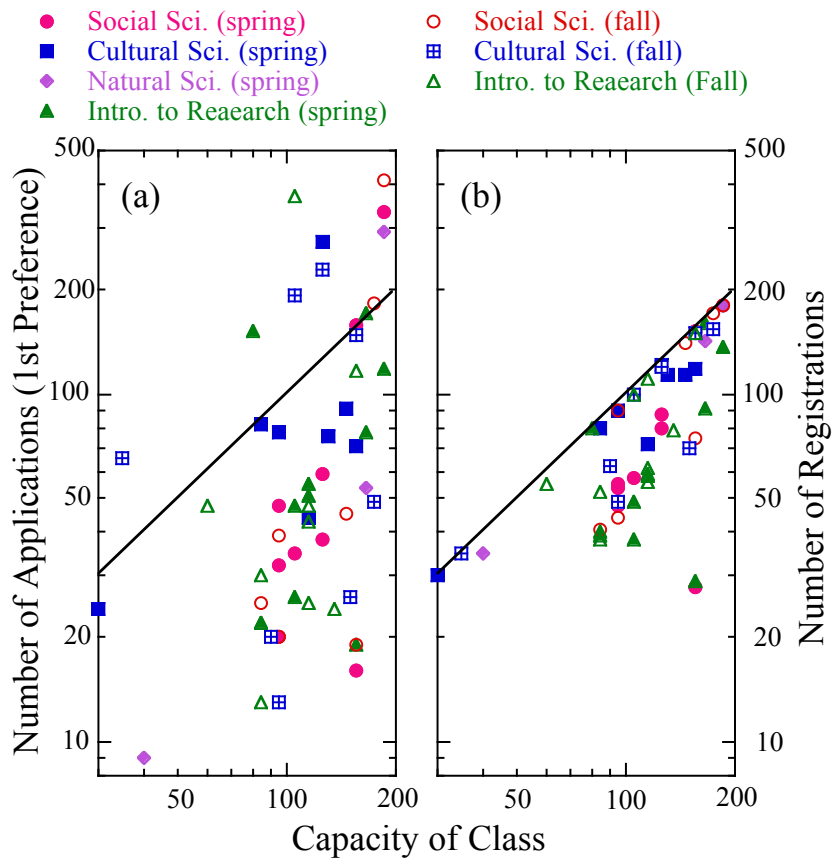 Social Sci. (spring)
Social Sci. (fall)
Cultural Sci. (spring)
Cultural Sci. (fall)
Natural Sci. (spring)
Intro. to Reaearch (Fall)
Intro. to Reaearch (spring)
500
500
(a)
(b)
200
200
100
100
50
50
20
20
10
10
50
100
200
50
100
200
Number of Applications (1st Preference)
Number of Registrations
Capacity of Class